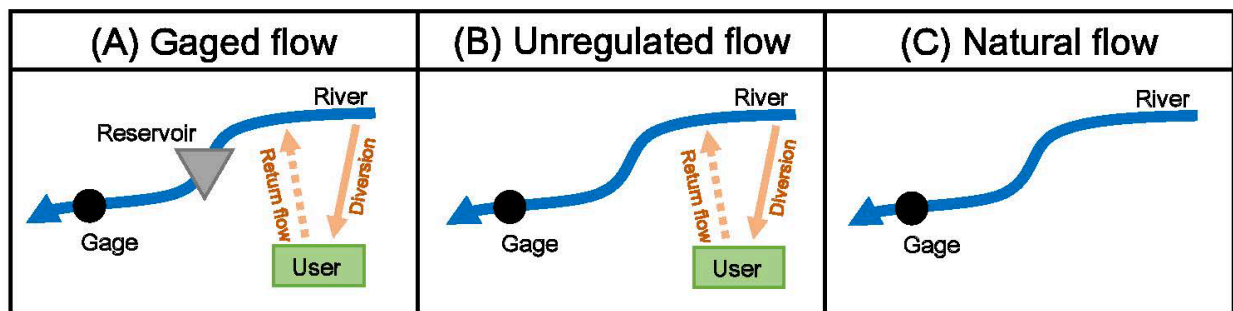 (A) Gaged flow
(B) Unregulated flow
(C) Natural flow
River
Reservoir
Return flow
Diversion
Gage
User
River
Return flow
Diversion
Gage
User
River
Gage